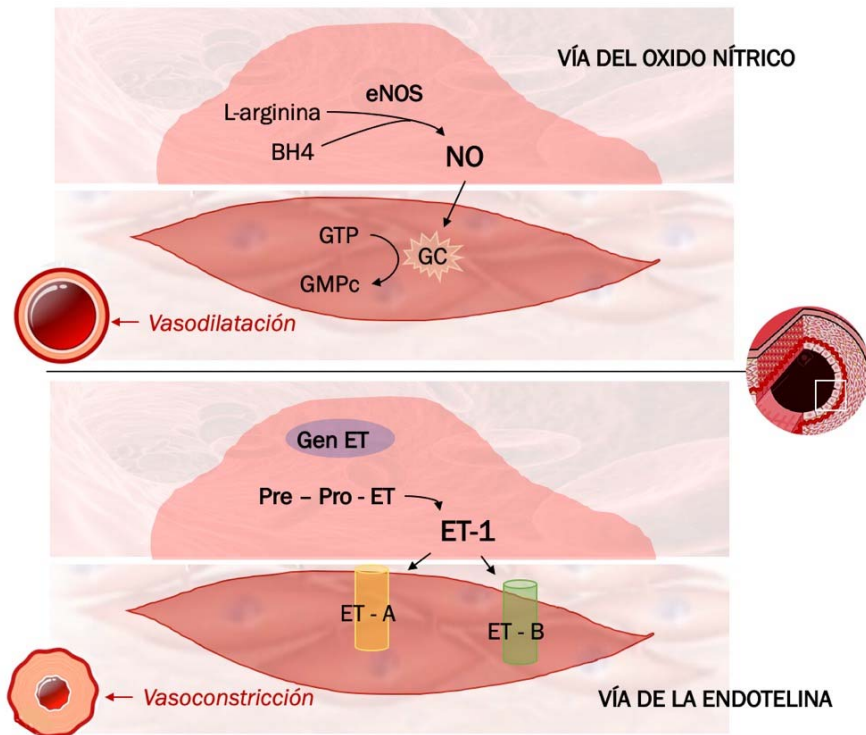 VÍA DEL OXIDO NÍTRICO
eNOS
L-arginina
BH4
NO
GTP
GC
GMPc
Vasodilatación
Gen ET
Pre – Pro - ET
ET-1
ET - A
ET - B
Vasoconstricción
VÍA DE LA ENDOTELINA